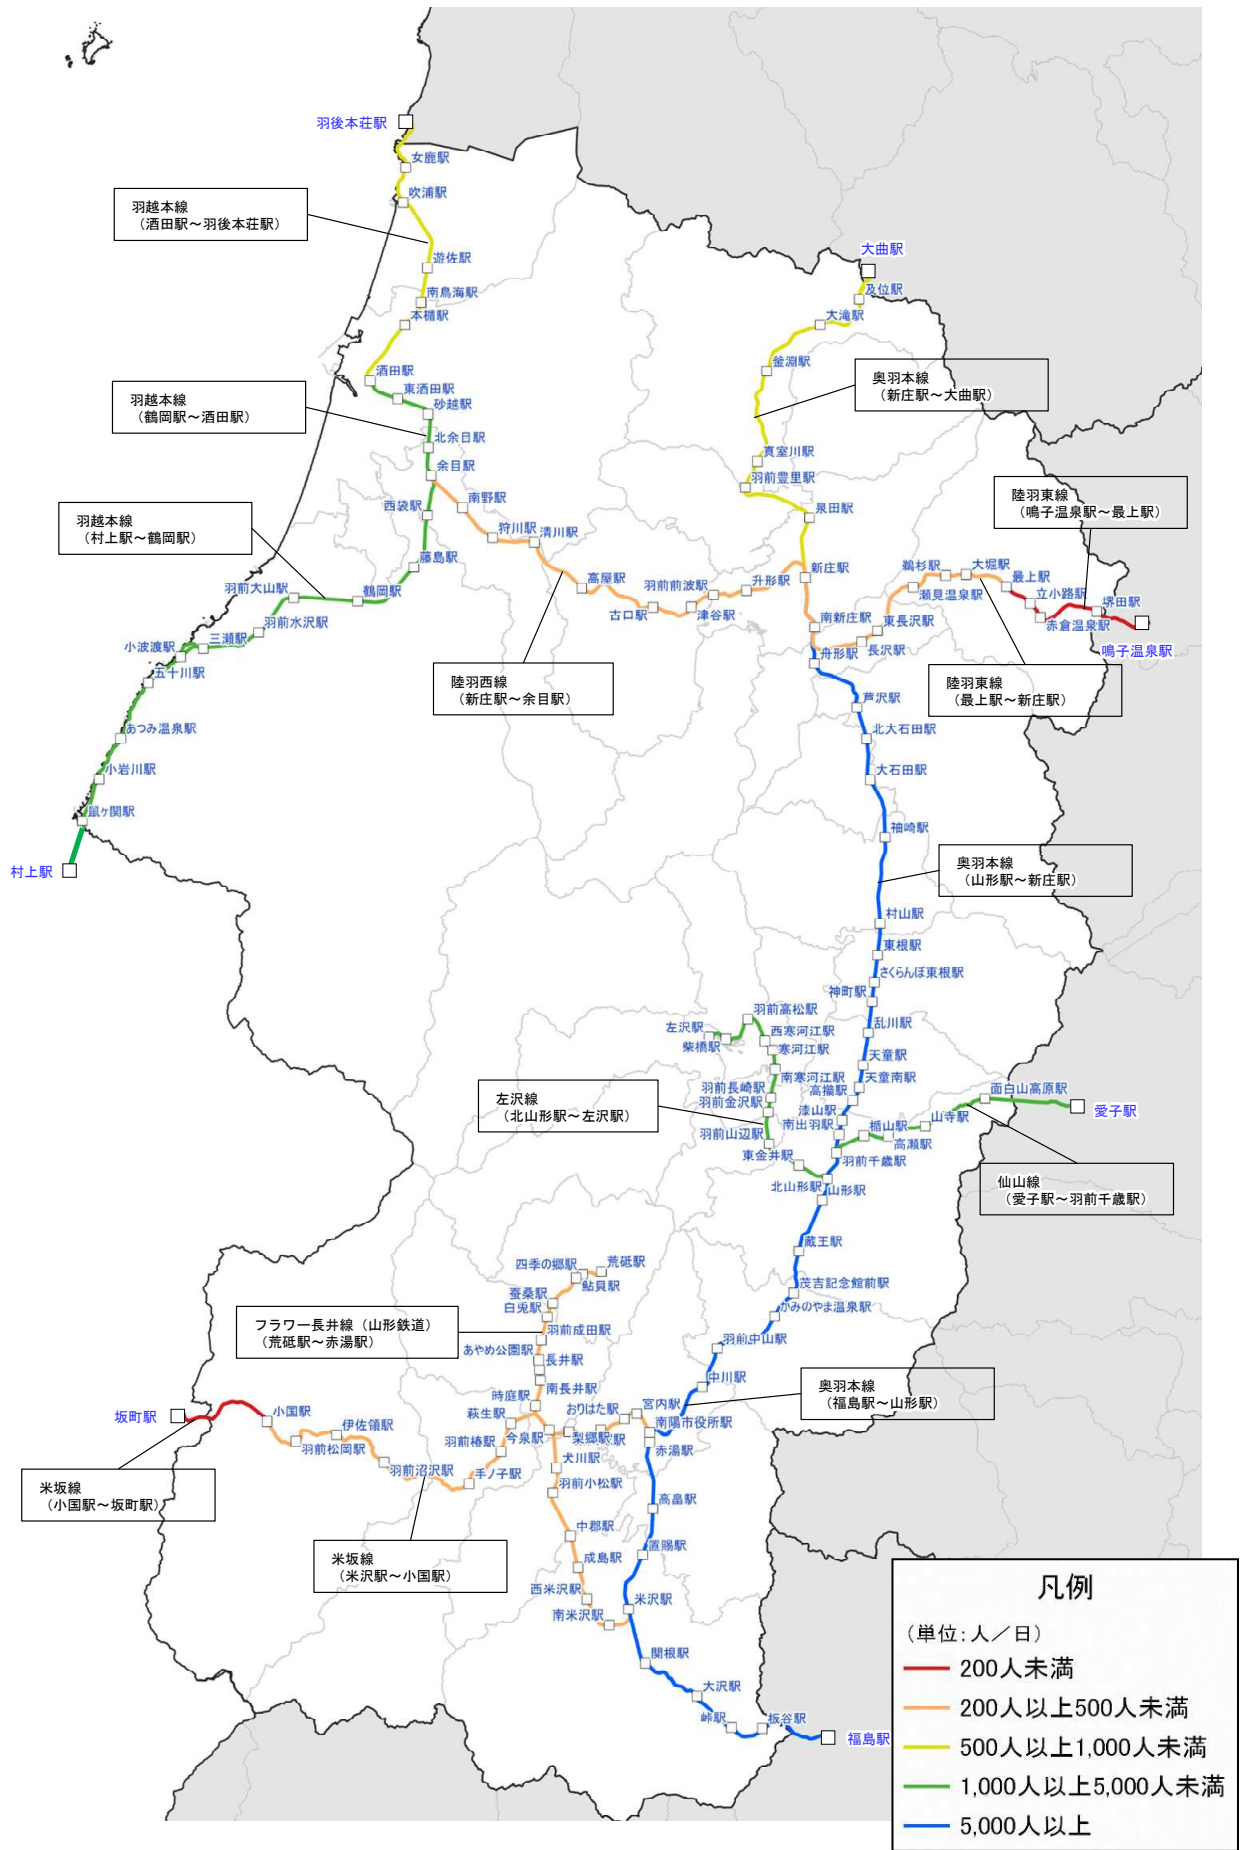 羽後本荘駅
女鹿駅
吹浦駅
羽越本線
（酒田駅～羽後本荘駅）
遊佐駅
南鳥海駅
本楯駅
大曲駅
及位駅
大滝駅
釜淵駅
奥羽本線
（新庄駅～大曲駅）
酒田駅
東酒田駅
砂越駅
羽越本線
（鶴岡駅～酒田駅）
北余目駅
余目駅
真室川駅
羽前豊里駅
泉田駅
陸羽東線
（鳴子温泉駅～最上駅）
羽越本線
（村上駅～鶴岡駅）
西袋駅
南野駅
狩川駅
清川駅
藤島駅
羽前大山駅
鶴岡駅
高屋駅
古口駅
羽前前波駅
津谷駅
升形駅
新庄駅
鵜杉駅
大堀駅
瀬見温泉駅
最上駅
立小路駅
赤倉温泉駅
堺田駅
鳴子温泉駅
羽前水沢駅
三瀬駅
小波渡駅
五十川駅
南新庄駅
東長沢駅
長沢駅
舟形駅
陸羽西線
（新庄駅～余目駅）
陸羽東線
（最上駅～新庄駅）
あつみ温泉駅
小岩川駅
鼠ヶ関駅
村上駅
芦沢駅
北大石田駅
大石田駅
袖崎駅
奥羽本線
（山形駅～新庄駅）
村山駅
東根駅
さくらんぼ東根駅
神町駅
乱川駅
天童駅
天童南駅
高擶駅
漆山駅
南出羽駅
羽前千歳駅
左沢駅
柴橋駅
羽前高松駅
西寒河江駅
寒河江駅
南寒河江駅
羽前長崎駅
羽前金沢駅
羽前山辺駅
東金井駅
北山形駅
山形駅
左沢線
（北山形駅～左沢駅）
楯山駅
高瀬駅
山寺駅
面白山高原駅
愛子駅
仙山線
（愛子駅～羽前千歳駅）
蔵王駅
茂吉記念館前駅
かみのやま温泉駅
羽前中山駅
中川駅
四季の郷駅
荒砥駅
鮎貝駅
蚕桑駅
白兎駅
羽前成田駅
あやめ公園駅
長井駅
南長井駅
時庭駅
フラワー長井線（山形鉄道）
（荒砥駅～赤湯駅）
奥羽本線
（福島駅～山形駅）
坂町駅
小国駅
羽前松岡駅
伊佐領駅
羽前沼沢駅
手ノ子駅
羽前椿駅
萩生駅
今泉駅
おりはた駅
梨郷駅
宮内駅
南陽市役所駅
赤湯駅
犬川駅
羽前小松駅
高畠駅
米坂線
（小国駅～坂町駅）
中郡駅
成島駅
置賜駅
米坂線
（米沢駅～小国駅）
西米沢駅
南米沢駅
米沢駅
関根駅
大沢駅
峠駅
板谷駅
福島駅
凡例
（単位：人／日）
200人未満
200人以上500人未満
500人以上1,000人未満
1,000人以上5,000人未満
5,000人以上